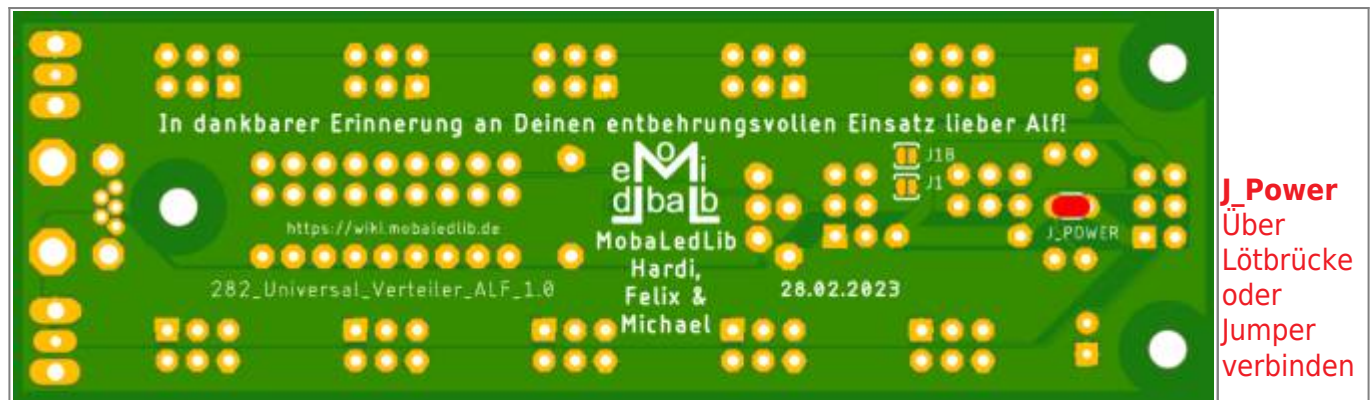 In dankbarer Erinnerung an Deinen entbehrungsvollen Einsatz lieber Alf!
e M o i
d ba l b
MobaLedLib
Hardi,
Felix &
Michael
https://wiki.mobaledlib.de
282_Universal_Verteiler_ALF_1.0
28.02.2023
J1B
J1
J_POWER
J_Power
Über
Lötbrücke
oder
Jumper
verbinden